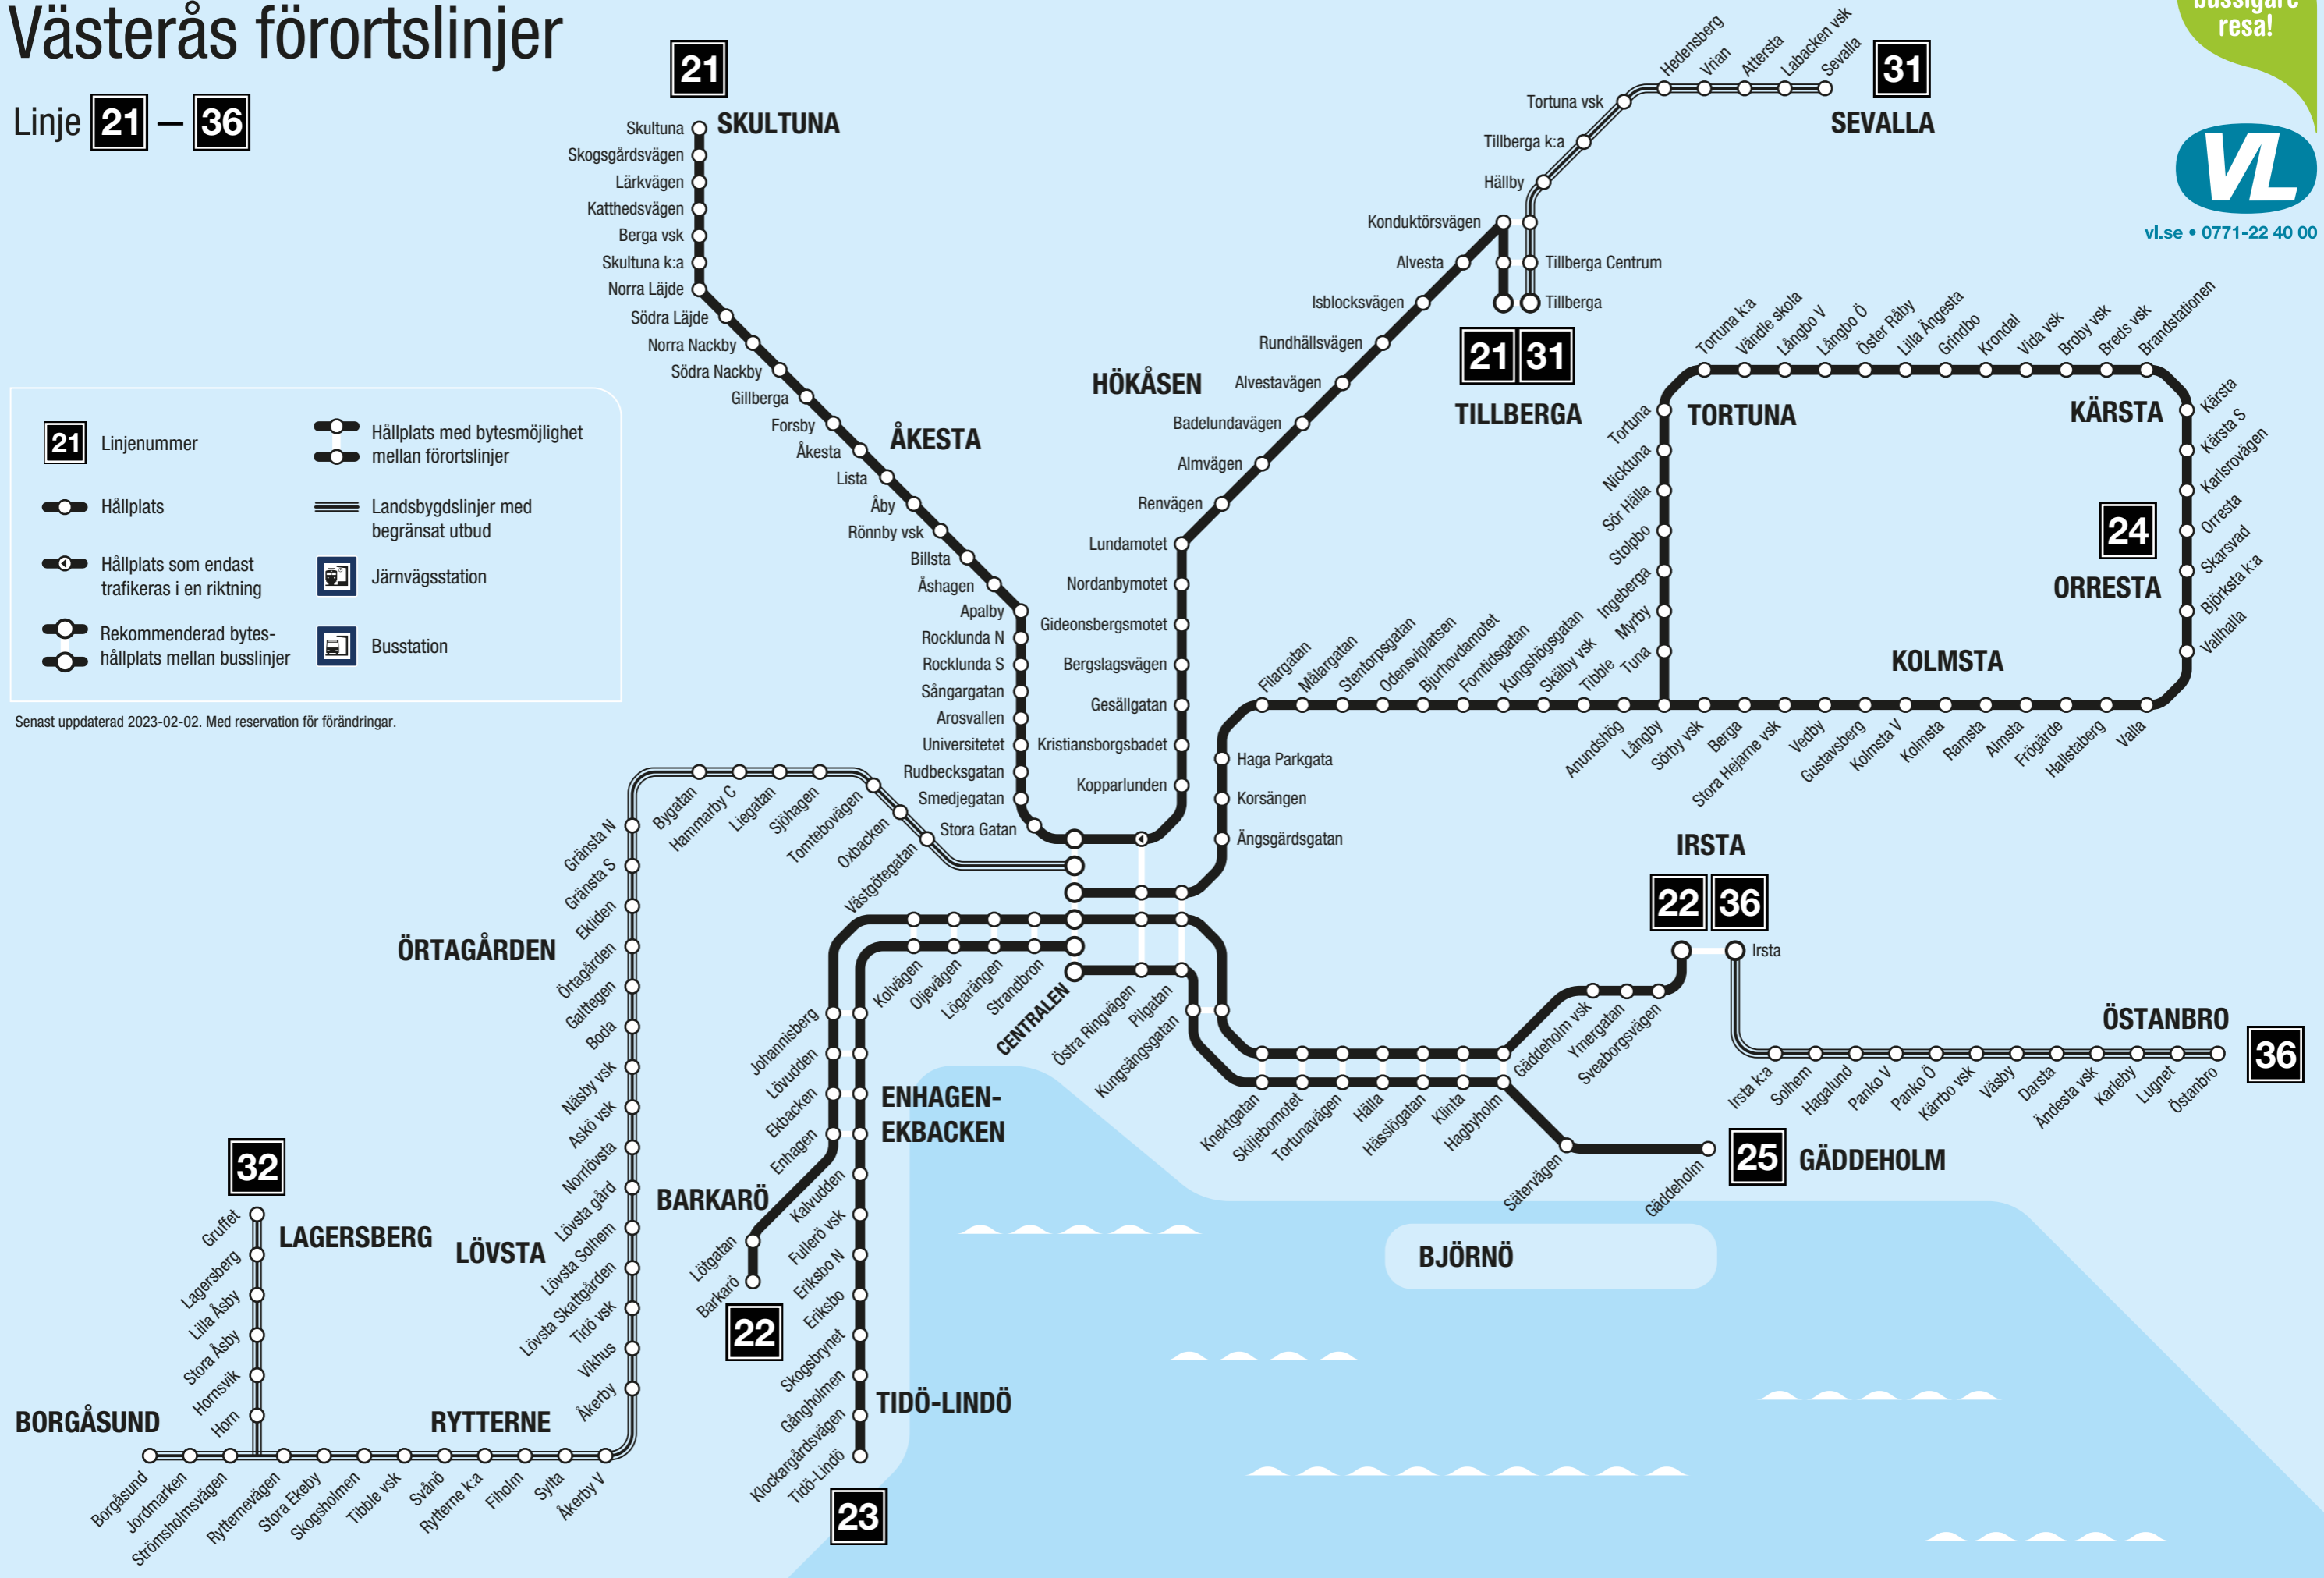 Västerås förortslinjer
Linje 21 – 36
bussigare
resa!
VL
vl.se • 0771-22 40 00
21
SKULTUNA
Skultuna
Skogsgårdsvägen
Lärkvägen
Katthedsvägen
Berga vsk
Skultuna k:a
Norra Läjde
Södra Läjde
Norra Nackby
Södra Nackby
Gillberga
Forsby
Åkesta
ÅKESTA
Lista
Åby
Rönnby vsk
Billsta
Åshagen
Apalby
Rocklunda N
Rocklunda S
Sångargatan
Arosvallen
Universitetet
Rudbecksgatan
Smedjegatan
Stora Gatan
31
SEVALLA
Sevalla
Labacken vsk
Attersta
Vrian
Hedensberg
Tortuna vsk
Tillberga k:a
Hällby
Konduktörsvägen
Tillberga Centrum
Tillberga
21 31
TILLBERGA
Alvesta
Isblocksvägen
Rundhällsvägen
HÖKÅSEN
Alvestavägen
Badelundavägen
Almvägen
Renvägen
Lundamotet
Nordanbymotet
Gideonsbergsmotet
Bergslagsvägen
Gesällgatan
Kristiansborgsbadet
Kopparlunden
21 Linjenummer
Hållplats
Hållplats som endast
trafikeras i en riktning
Rekommenderad bytes-
hållplats mellan busslinjer
Hållplats med bytesmöjlighet
mellan förortslinjer
Landsbygdslinjer med
begränsat utbud
Järnvägsstation
Busstation
Senast uppdaterad 2023-02-02. Med reservation för förändringar.
Tortuna k:a
Vändle skola
Långbo V
Långbo Ö
Öster Råby
Lilla Ängesta
Grindbo
Krondal
Vida vsk
Broby vsk
Breds vsk
Brandstationen
TORTUNA
KÄRSTA
Tortuna
Nicktuna
Sör Hälla
Stolpbo
Ingeberga
Myrby
Tuna
Kärsta
Kärsta S
Karlsrovägen
Orresta
Skarsvad
Björksta k:a
Vallhalla
24
ORRESTA
KOLMSTA
Filargatan
Målargatan
Stentorpsgatan
Odensviplatsen
Bjurhovdamotet
Forntidsgatan
Kungshögsgatan
Skälby vsk
Tibble
Anundshög
Långby
Sörby vsk
Berga
Stora Hejarne vsk
Vedby
Gustavsberg
Kolmsta V
Kolmsta
Ramsta
Almsta
Frögärde
Hallstaberg
Valla
Haga Parkgata
Korsängen
Ängsgärdsgatan
Bygatan
Hammarby C
Liegatan
Sjöhagen
Tomtebovägen
Oxbacken
Västgötegatan
Gränsta N
Gränsta S
Ekliden
Örtagården
ÖRTAGÅRDEN
Galttegen
Boda
Näsby vsk
Askö vsk
Norrlövsta
Lövsta gård
Lövsta Solhem
LÖVSTA
Lövsta Skattgården
Tidö vsk
Vikhus
Åkerby
32
LAGERSBERG
Gruffet
Lagersberg
Lilla Åsby
Stora Åsby
Hornsvik
Horn
BORGÅSUND
RYTTERNE
Borgåsund
Jordmarken
Strömsholmsvägen
Rytternevägen
Stora Ekeby
Skogsholmen
Tibble vsk
Svånö
Rytterne k:a
Fiholm
Sylta
Åkerby V
Kolvägen
Oljevägen
Lögarängen
Strandbron
CENTRALEN
Östra Ringvägen
Pilgatan
Kungsängsgatan
Johannisberg
Lövudden
Ekbacken
Enhagen
ENHAGEN-
EKBACKEN
BARKARÖ
Lötgatan
Barkarö
22
Kalvudden
Fullerö vsk
Eriksbo N
Eriksbo
Skogsbrynet
Gångholmen
Klockargårdsvägen
Tidö-Lindö
TIDÖ-LINDÖ
23
Knektgatan
Skiljebomotet
Tortunavägen
Hälla
Hässlögatan
Klinta
Hagbyholm
Gäddeholm vsk
Ymergatan
Sveaborgsvägen
IRSTA
22 36
Irsta
Irsta k:a
Solhem
Hagalund
Panko V
Panko Ö
Kärrbo vsk
Väsby
Darsta
Ändesta vsk
Karleby
Lugnet
Östanbro
ÖSTANBRO
36
Sätervägen
Gäddeholm
25 GÄDDEHOLM
BJÖRNÖ